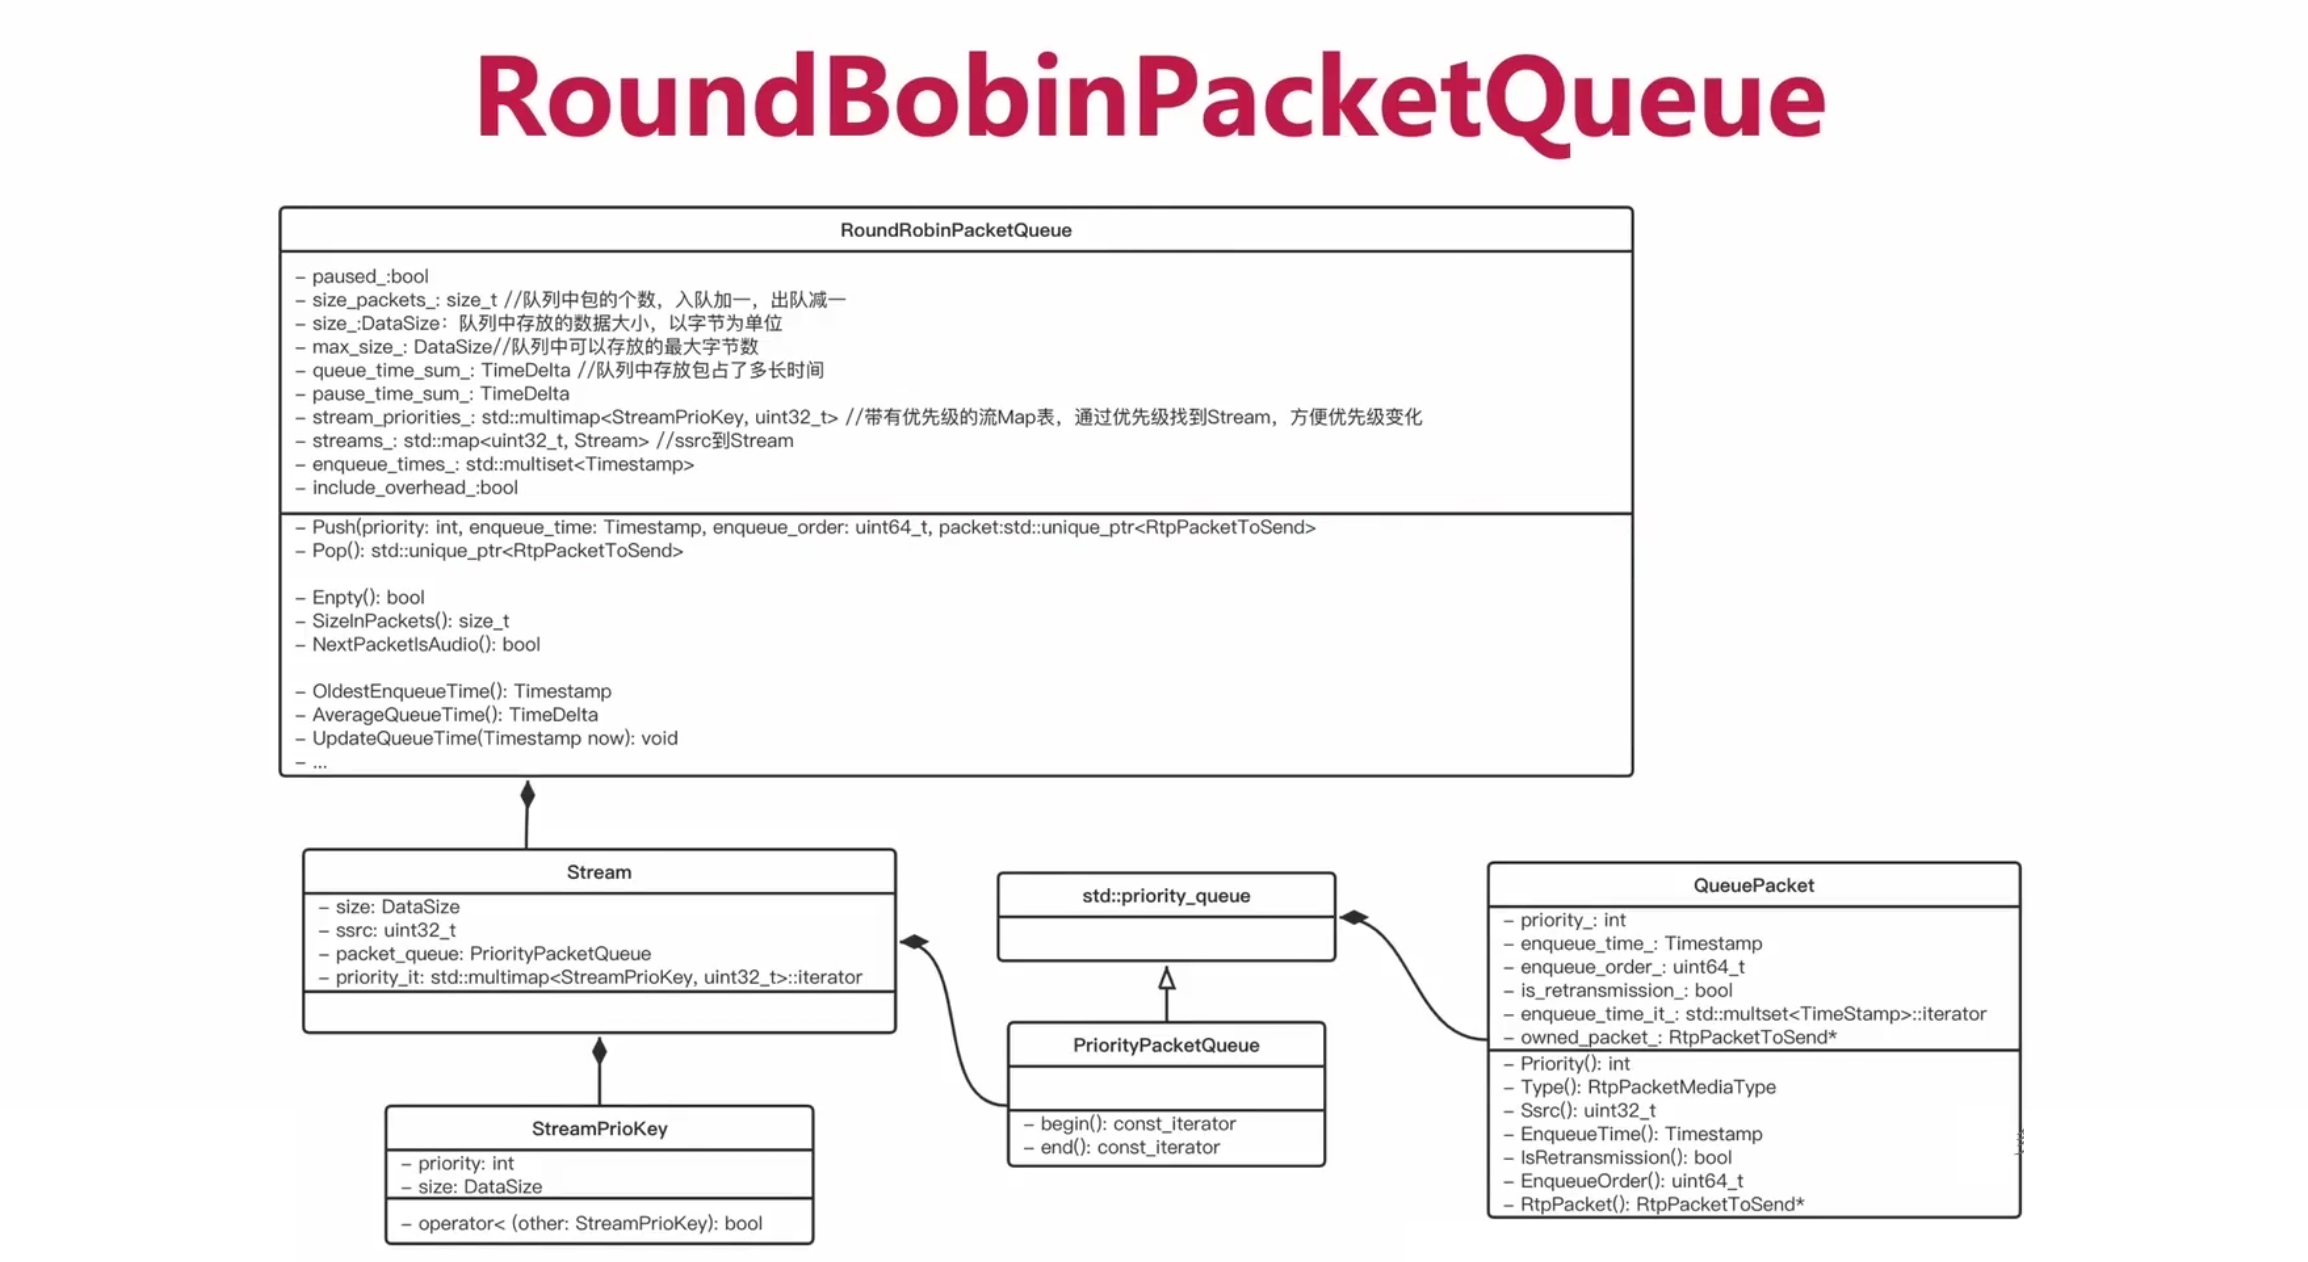 RoundBobinPacketQueue
RoundRobinPacketQueue
– paused_:bool
– size_packets_: size_t //队列中包的个数，入队加一，出队减一
– size_:DataSize：队列中存放的数据大小，以字节为单位
– max_size_: DataSize//队列中可以存放的最大字节数
– queue_time_sum_: TimeDelta //队列中存放包占了多长时间
– pause_time_sum_: TimeDelta
– stream_priorities_: std::multimap<StreamPrioKey, uint32_t> //带有优先级的流Map表，通过优先级找到Stream，方便优先级变化
– streams_: std::map<uint32_t, Stream> //ssrc到Stream
– enqueue_times_: std::multiset<Timestamp>
– include_overhead_:bool
– Push(priority: int, enqueue_time: Timestamp, enqueue_order: uint64_t, packet:std::unique_ptr<RtpPacketToSend>
– Pop(): std::unique_ptr<RtpPacketToSend>
– Enpty(): bool
– SizeInPackets(): size_t
– NextPacketIsAudio(): bool
– OldestEnqueueTime(): Timestamp
– AverageQueueTime(): TimeDelta
– UpdateQueueTime(Timestamp now): void
– ...
Stream
– size: DataSize
– ssrc: uint32_t
– packet_queue: PriorityPacketQueue
– priority_it: std::multimap<StreamPrioKey, uint32_t>::iterator
StreamPrioKey
– priority: int
– size: DataSize
– operator< (other: StreamPrioKey): bool
std::priority_queue
PriorityPacketQueue
– begin(): const_iterator
– end(): const_iterator
QueuePacket
– priority_: int
– enqueue_time_: Timestamp
– enqueue_order_: uint64_t
– is_retransmission_: bool
– enqueue_time_it_: std::multset<TimeStamp>::iterator
– owned_packet_: RtpPacketToSend*
– Priority(): int
– Type(): RtpPacketMediaType
– Ssrc(): uint32_t
– EnqueueTime(): Timestamp
– IsRetransmission(): bool
– EnqueueOrder(): uint64_t
– RtpPacket(): RtpPacketToSend*